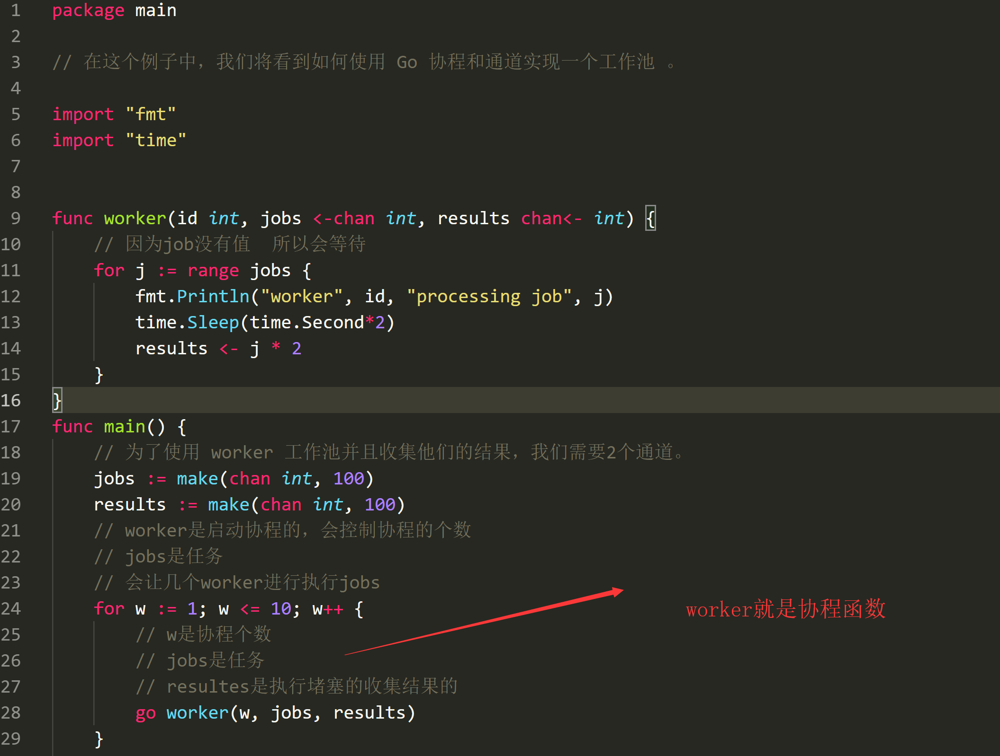 1 package main
2
3 // 在这个例子中，我们将看到如何使用 Go 协程和通道实现一个工作池 。
4
5 import "fmt"
6 import "time"
7
8
9 func worker(id int, jobs <-chan int, results chan<- int) {
10 // 因为job没有值  所以会等待
11 for j := range jobs {
12 fmt.Println("worker", id, "processing job", j)
13 time.Sleep(time.Second*2)
14 results <- j * 2
15 }
16 }
17 func main() {
18 // 为了使用 worker 工作池并且收集他们的结果，我们需要2个通道。
19 jobs := make(chan int, 100)
20 results := make(chan int, 100)
21 // worker是启动协程的，会控制协程的个数
22 // jobs是任务
23 // 会让几个worker进行执行jobs
24 for w := 1; w <= 10; w++ {
worker就是协程函数
25 // w是协程个数
26 // jobs是任务
27 // resultes是执行堵塞的收集结果的
28 go worker(w, jobs, results)
29 }